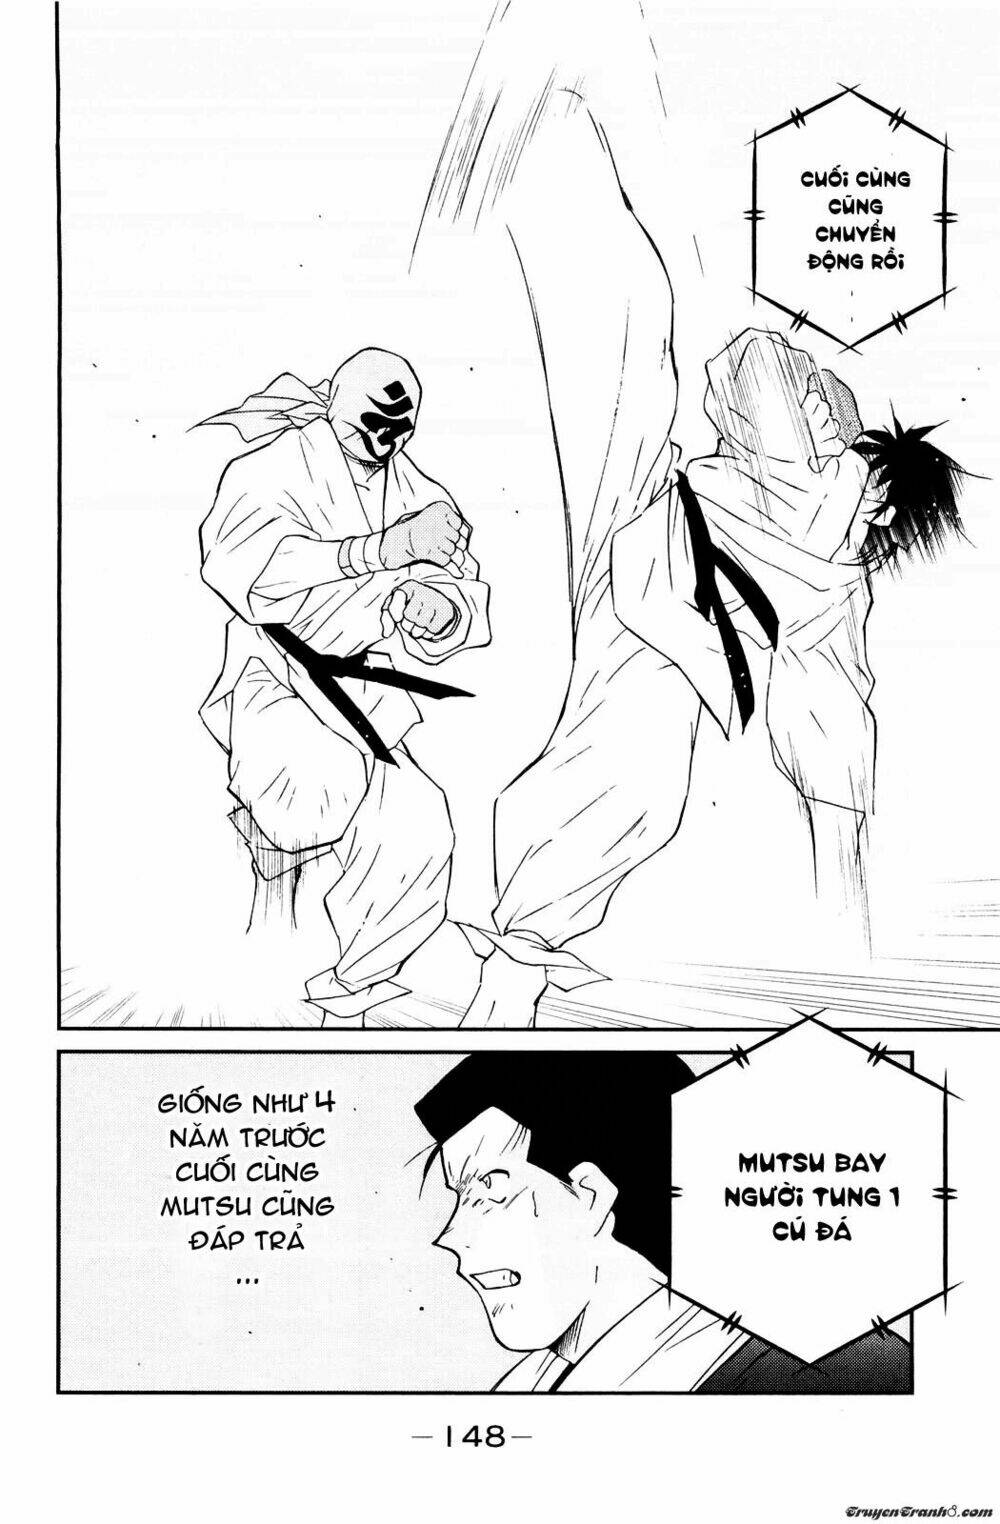 CUỐI CÙNG
CŨNG
CHUYỂN
ĐỘNG RỒI
GIỐNG NHƯ 4
NĂM TRƯỚC
CUỐI CÙNG
MUTSU CŨNG
ĐÁP TRẢ
...
MUTSU BAY
NGƯỜI TUNG 1
CÚ ĐÁ
—148—
TruyenTranh8.com